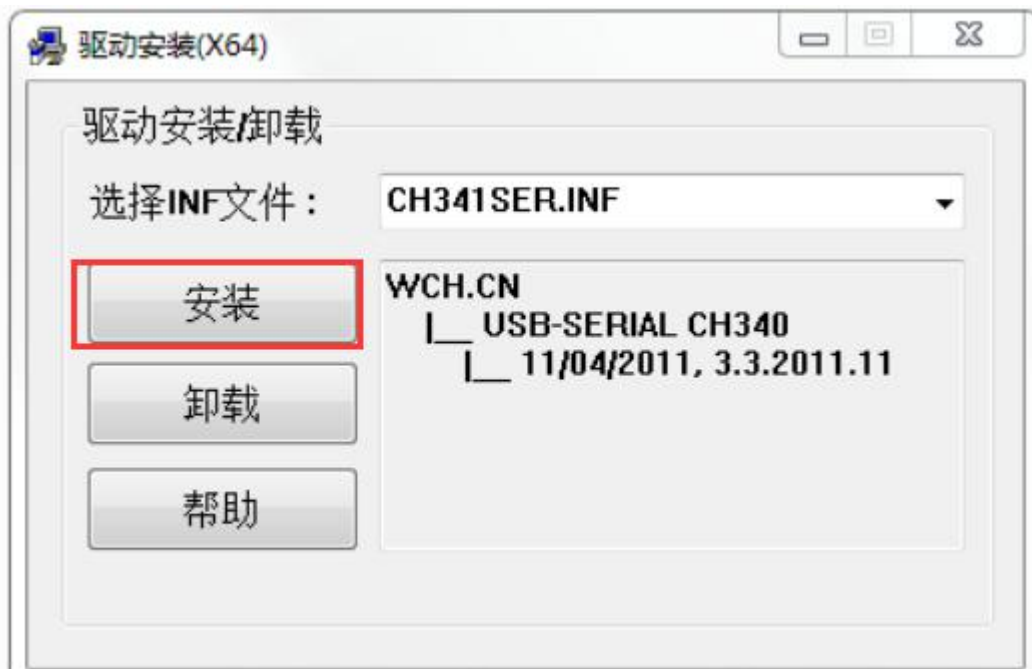 驱动安装(X64)
驱动安装/卸载
选择INF文件：
CH341SER.INF
安装
卸载
帮助
WCH.CN
|__ USB-SERIAL CH340
|__ 11/04/2011, 3.3.2011.11